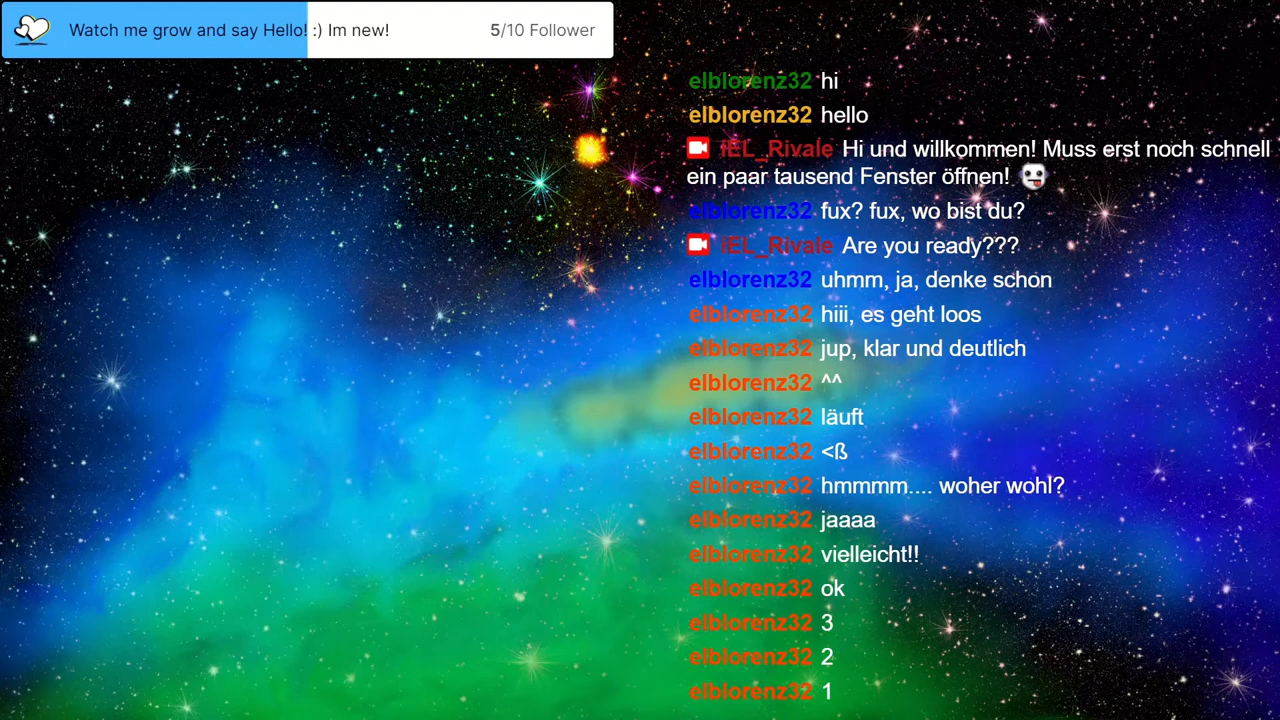 Watch me grow and say Hello! :) Im new! 5/10 Follower
elblorenz32 hi
elblorenz32 hello
iEL_Rivale Hi und willkommen! Muss erst noch schnell
ein paar tausend Fenster öffnen!
elblorenz32 fux? fux, wo bist du?
iEL_Rivale Are you ready???
elblorenz32 uhmm, ja, denke schon
elblorenz32 hiii, es geht loos
elblorenz32 jup, klar und deutlich
elblorenz32 ^^
elblorenz32 läuft
elblorenz32 <ß
elblorenz32 hmmmm.... woher wohl?
elblorenz32 jaaaa
elblorenz32 vielleicht!!
elblorenz32 ok
elblorenz32 3
elblorenz32 2
elblorenz32 1